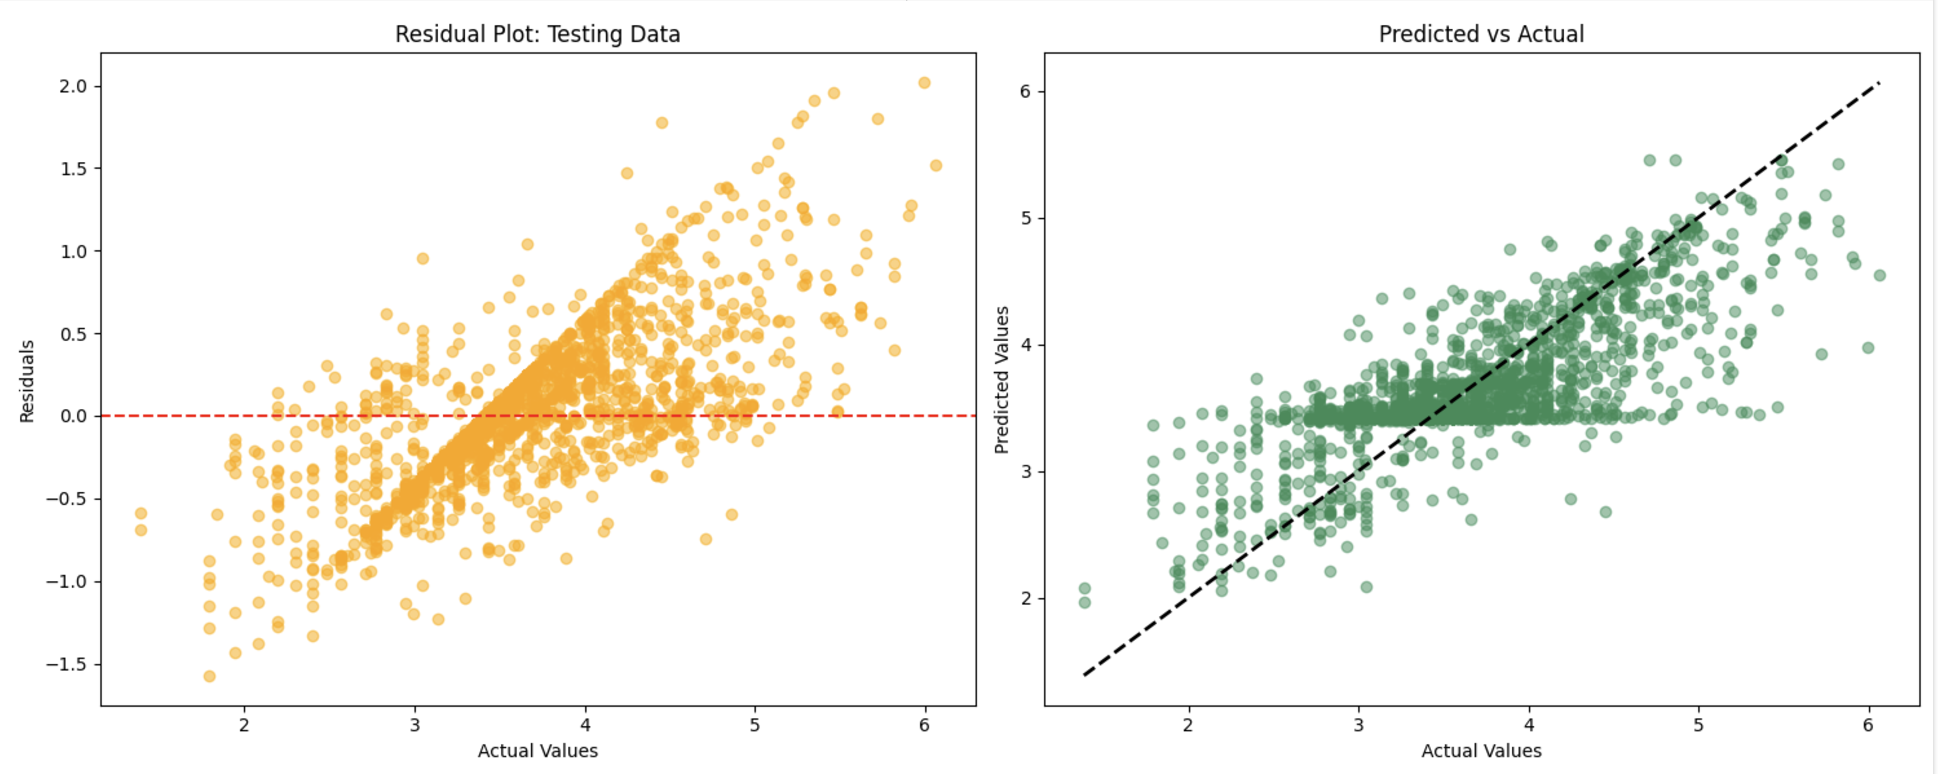 Residual Plot: Testing Data
Residuals
2.0
1.5
1.0
0.5
0.0
−0.5
−1.0
−1.5
2 3 4 5 6
Actual Values
Predicted vs Actual
Predicted Values
6
5
4
3
2
2 3 4 5 6
Actual Values